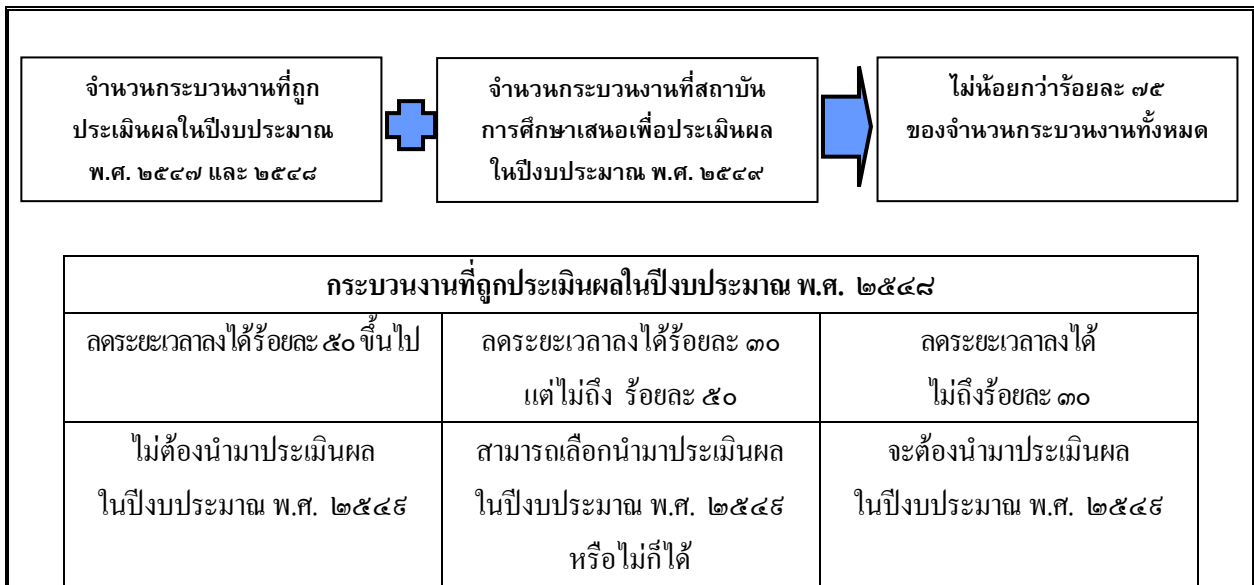 จำนวนกระบวนงานที่ถูก
ประเมินผลในปีงบประมาณ
พ.ศ. ๒๕๔๗ และ ๒๕๔๘
จำนวนกระบวนงานที่สถาบัน
การศึกษาเสนอเพื่อประเมินผล
ในปีงบประมาณ พ.ศ. ๒๕๔๙
ไม่น้อยกว่าร้อยละ ๗๕
ของจำนวนกระบวนงานทั้งหมด
กระบวนงานที่ถูกประเมินผลในปีงบประมาณ พ.ศ. ๒๕๔๘
ลดระยะเวลาลงได้ร้อยละ ๕๐ ขึ้นไป
ลดระยะเวลาลงได้ร้อยละ ๓๐
แต่ไม่ถึง ร้อยละ ๕๐
ลดระยะเวลาลงได้
ไม่ถึงร้อยละ ๓๐
ไม่ต้องนำมาประเมินผล
ในปีงบประมาณ พ.ศ. ๒๕๔๙
สามารถเลือกนำมาประเมินผล
ในปีงบประมาณ พ.ศ. ๒๕๔๙
หรือไม่ก็ได้
จะต้องนำมาประเมินผล
ในปีงบประมาณ พ.ศ. ๒๕๔๙